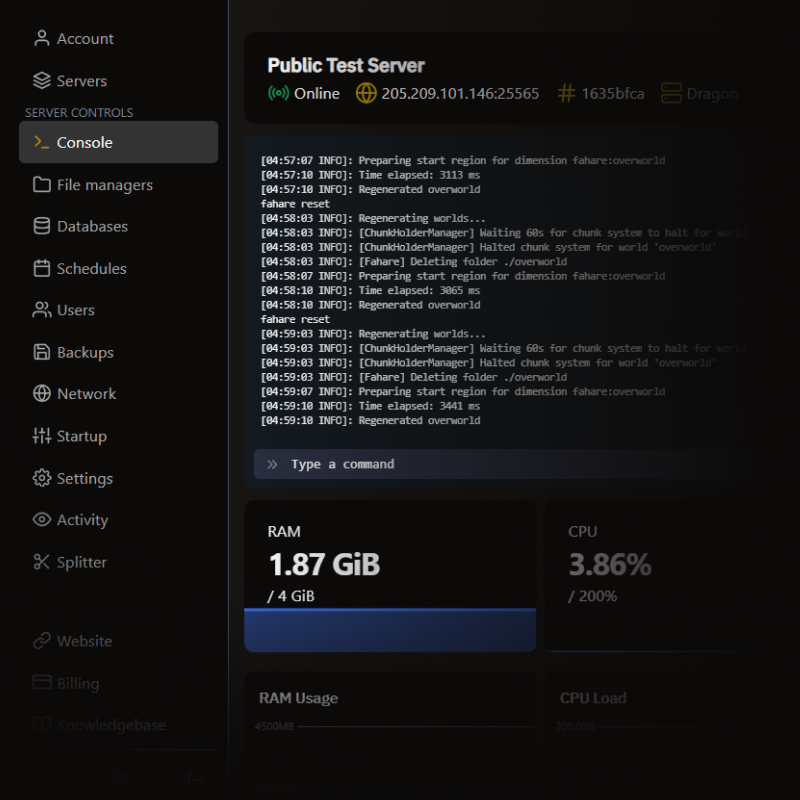 Account
Servers
SERVER CONTROLS
Console
File managers
Databases
Schedules
Users
Backups
Network
Startup
Settings
Activity
Splitter
Website
Billing
Knowledgebase
Public Test Server
Online 205.209.101.146:25565 1635bfca Dragon
[04:57:07 INFO]: Preparing start region for dimension fahare:overworld
[04:57:10 INFO]: Time elapsed: 3113 ms
[04:57:10 INFO]: Regenerated overworld
fahare reset
[04:58:03 INFO]: Regenerating worlds...
[04:58:03 INFO]: [ChunkHolderManager] Waiting 60s for chunk system to halt for world
[04:58:03 INFO]: [ChunkHolderManager] Halted chunk system for world 'overworld'
[04:58:03 INFO]: [Fahare] Deleting folder ./overworld
[04:58:07 INFO]: Preparing start region for dimension fahare:overworld
[04:58:10 INFO]: Time elapsed: 3065 ms
[04:58:10 INFO]: Regenerated overworld
fahare reset
[04:59:03 INFO]: Regenerating worlds...
[04:59:03 INFO]: [ChunkHolderManager] Waiting 60s for chunk system to halt for world
[04:59:03 INFO]: [ChunkHolderManager] Halted chunk system for world 'overworld'
[04:59:03 INFO]: [Fahare] Deleting folder ./overworld
[04:59:07 INFO]: Preparing start region for dimension fahare:overworld
[04:59:10 INFO]: Time elapsed: 3441 ms
[04:59:10 INFO]: Regenerated overworld
Type a command
RAM
1.87 GiB
/ 4 GiB
CPU
3.86%
/ 200%
RAM Usage
4500MB
CPU Load
200.00%